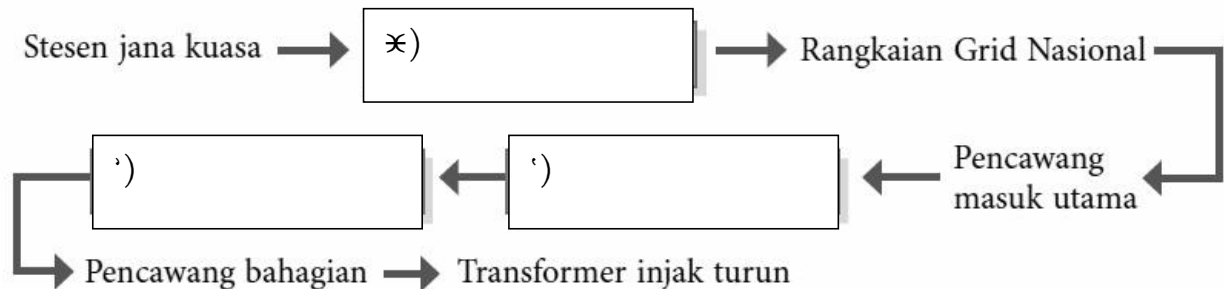 Stesen jana kuasa
ж)
Rangkaian Grid Nasional
Pencawang
masuk utama
‘)
’)
Pencawang bahagian
Transformer injak turun